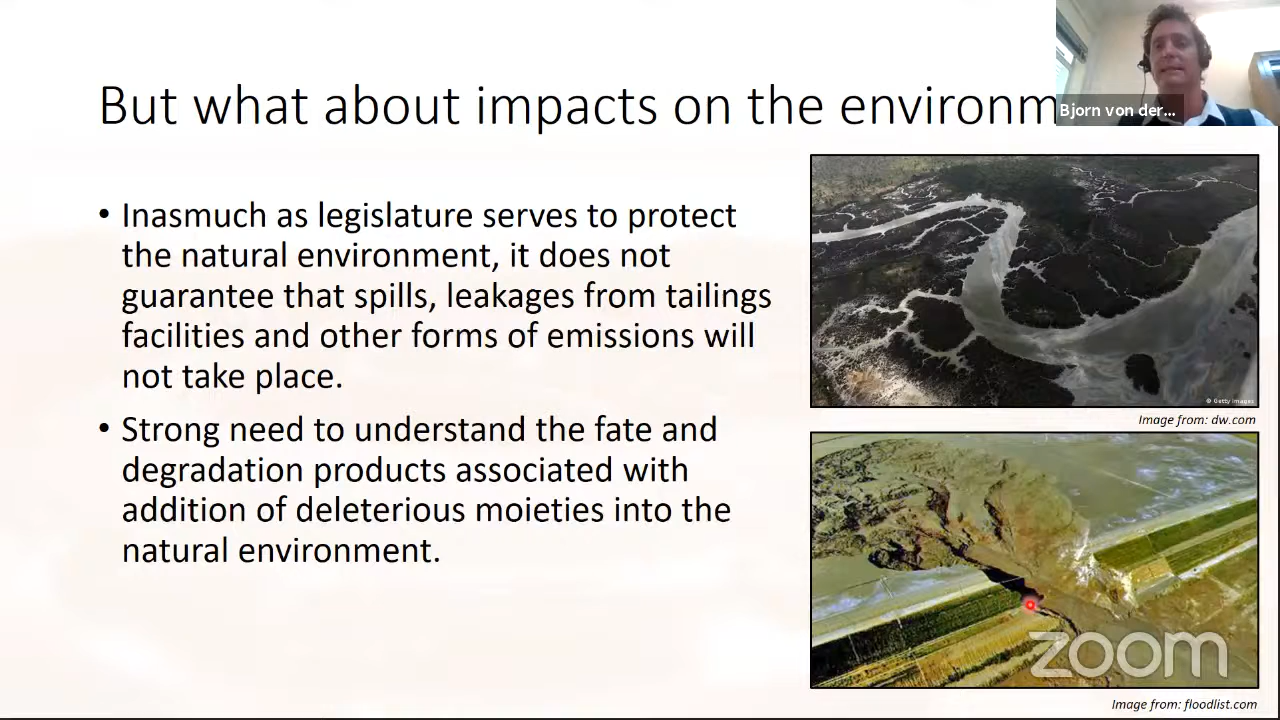 But what about impacts on the environm
Bjorn von der...
• Inasmuch as legislature serves to protect
the natural environment, it does not
guarantee that spills, leakages from tailings
facilities and other forms of emissions will
not take place.
• Strong need to understand the fate and
degradation products associated with
addition of deleterious moieties into the
natural environment.
© Getty Images
Image from: dw.com
zoom
Image from: floodlist.com